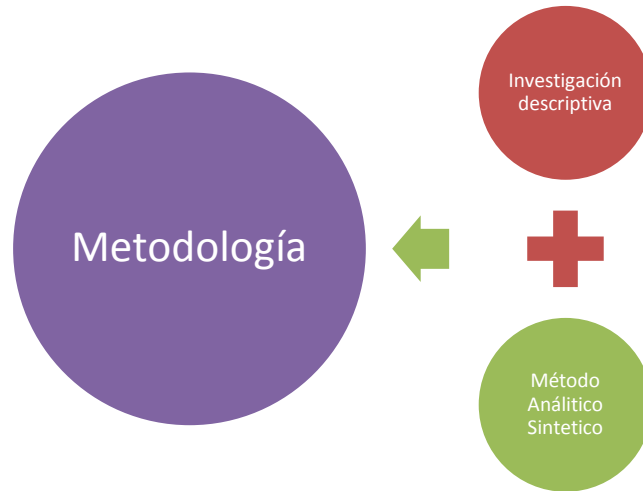 Metodología
Investigación
descriptiva
Método
Análitico
Sintetico